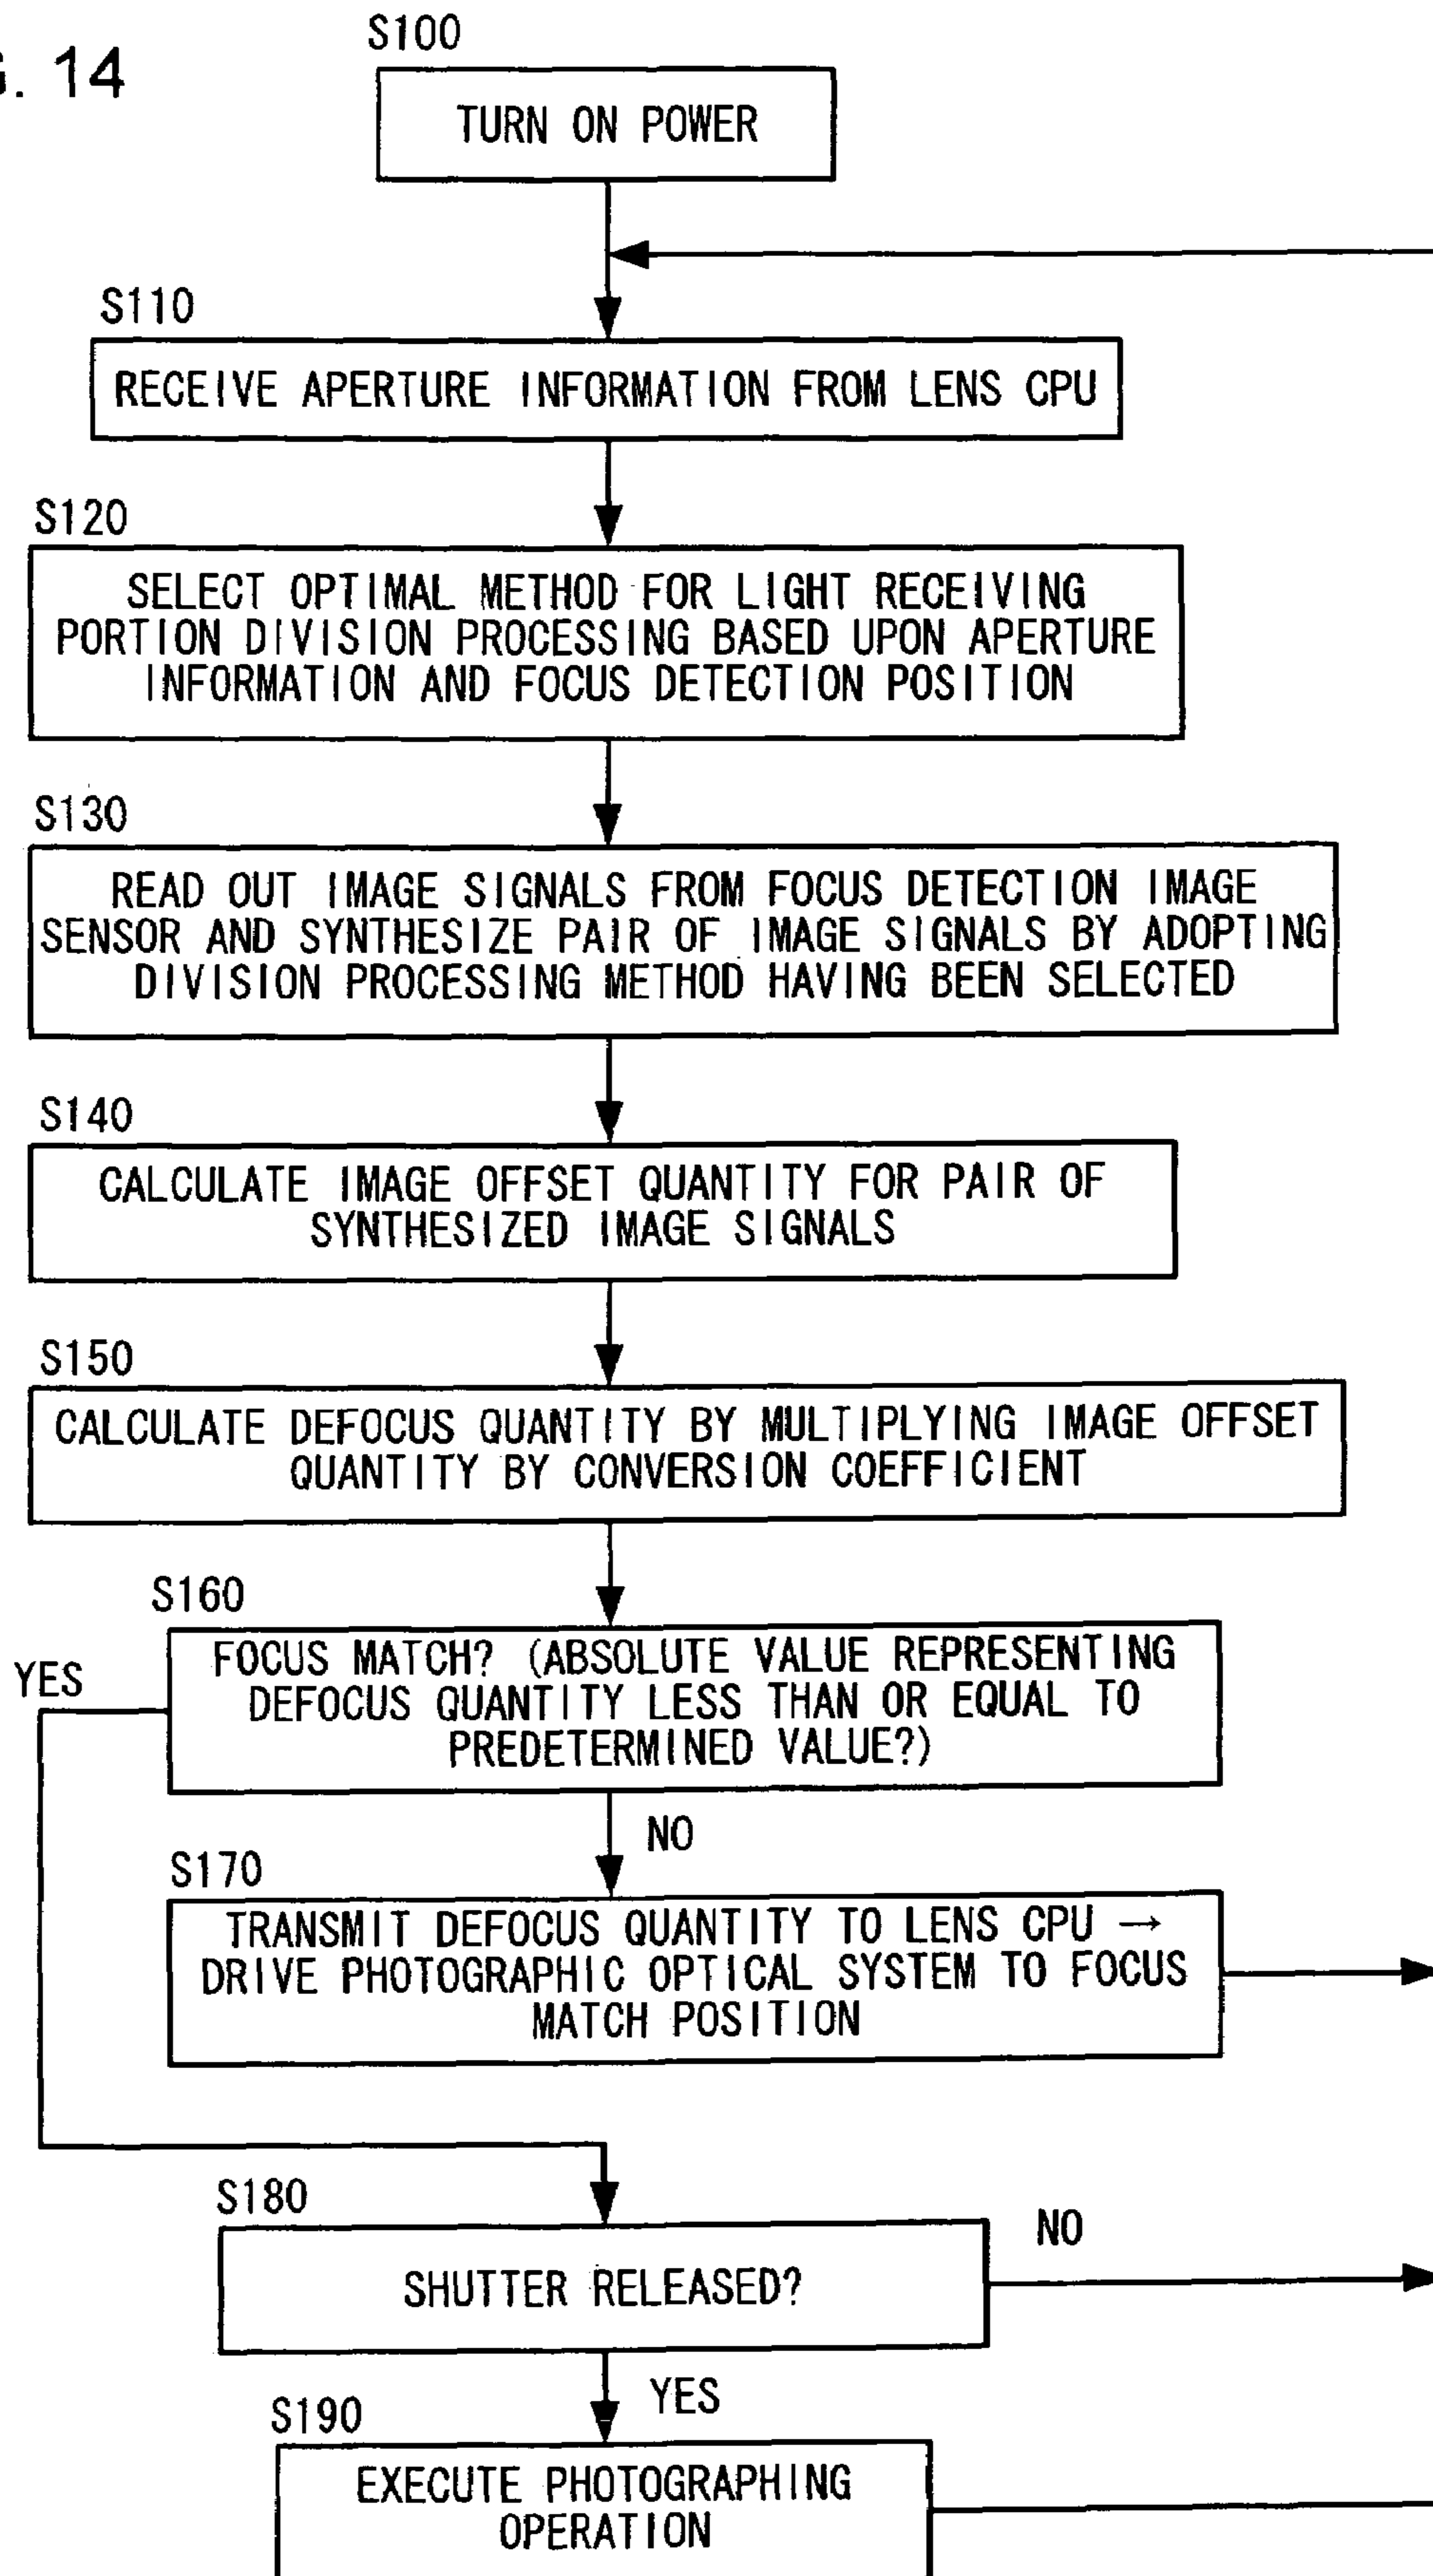 G. 14
S100
TURN ON POWER
S110
RECEIVE APERTURE INFORMATION FROM LENS CPU
S120
SELECT OPTIMAL METHOD FOR LIGHT RECEIVING
PORTION DIVISION PROCESSING BASED UPON APERTURE
INFORMATION AND FOCUS DETECTION POSITION
S130
READ OUT IMAGE SIGNALS FROM FOCUS DETECTION IMAGE
SENSOR AND SYNTHESIZE PAIR OF IMAGE SIGNALS BY ADOPTING
DIVISION PROCESSING METHOD HAVING BEEN SELECTED
S140
CALCULATE IMAGE OFFSET QUANTITY FOR PAIR OF
SYNTHESIZED IMAGE SIGNALS
S150
CALCULATE DEFOCUS QUANTITY BY MULTIPLYING IMAGE OFFSET
QUANTITY BY CONVERSION COEFFICIENT
S160
YES
FOCUS MATCH? (ABSOLUTE VALUE REPRESENTING
DEFOCUS QUANTITY LESS THAN OR EQUAL TO
PREDETERMINED VALUE?)
NO
S170
TRANSMIT DEFOCUS QUANTITY TO LENS CPU →
DRIVE PHOTOGRAPHIC OPTICAL SYSTEM TO FOCUS
MATCH POSITION
S180
NO
SHUTTER RELEASED?
YES
S190
EXECUTE PHOTOGRAPHING
OPERATION